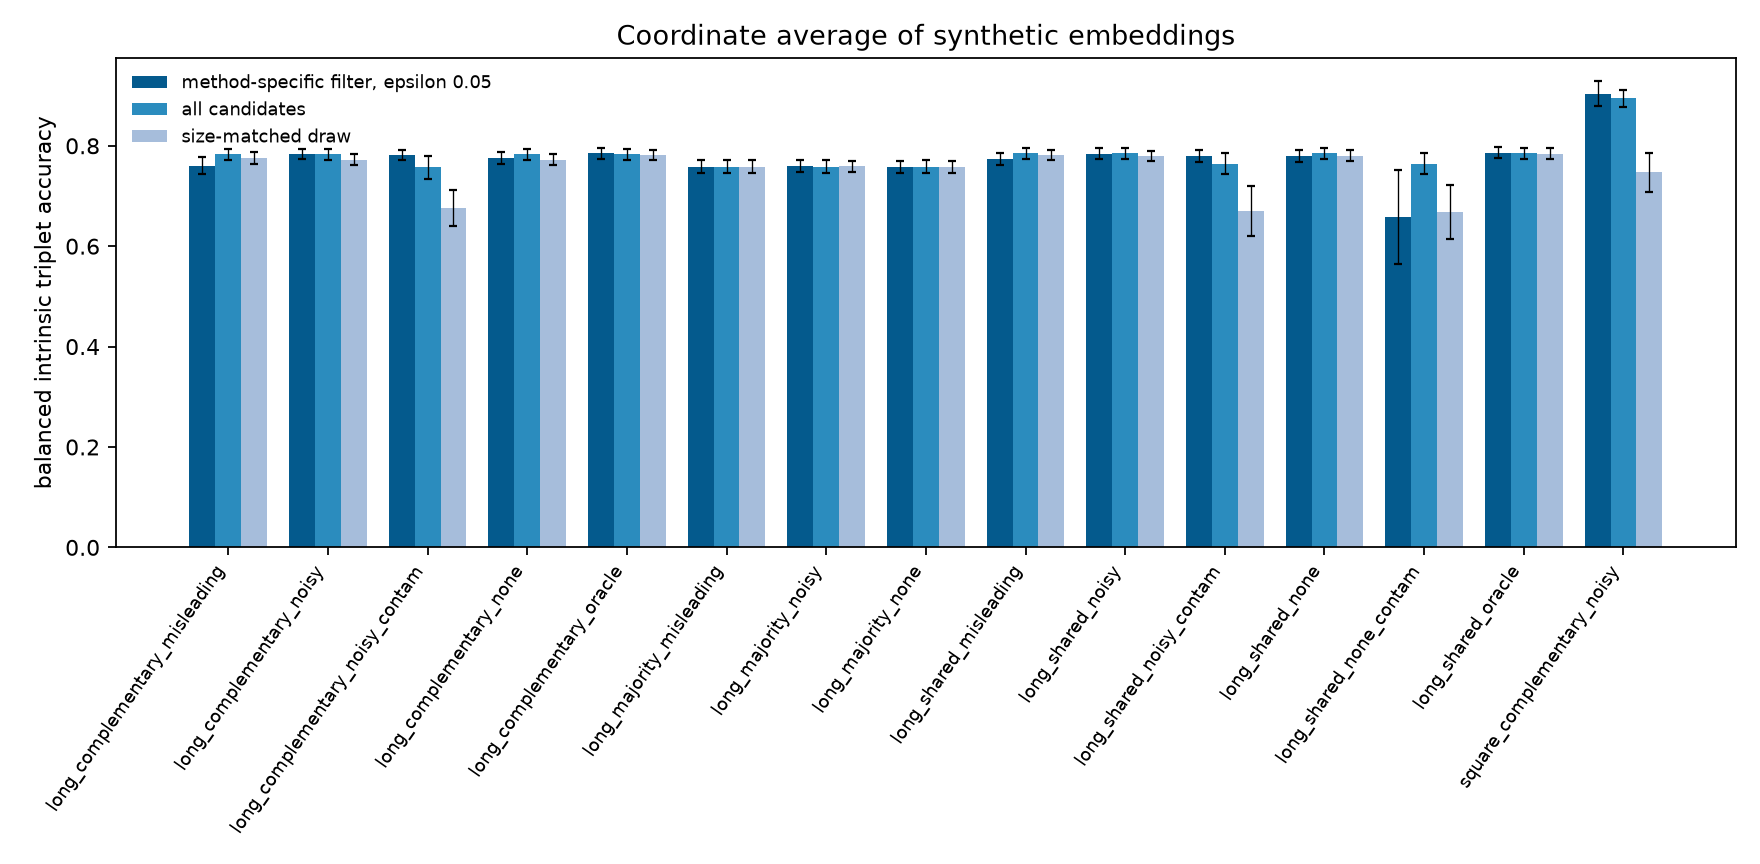 Coordinate average of synthetic embeddings
method-specific filter, epsilon 0.05
all candidates
size-matched draw
balanced intrinsic triplet accuracy
0.8
0.6
0.4
0.2
0.0
long_complementary_misleading
long_complementary_noisy
long_complementary_noisy_contam
long_complementary_none
long_complementary_oracle
long_majority_misleading
long_majority_noisy
long_majority_none
long_shared_misleading
long_shared_noisy
long_shared_noisy_contam
long_shared_none
long_shared_none_contam
long_shared_oracle
square_complementary_noisy